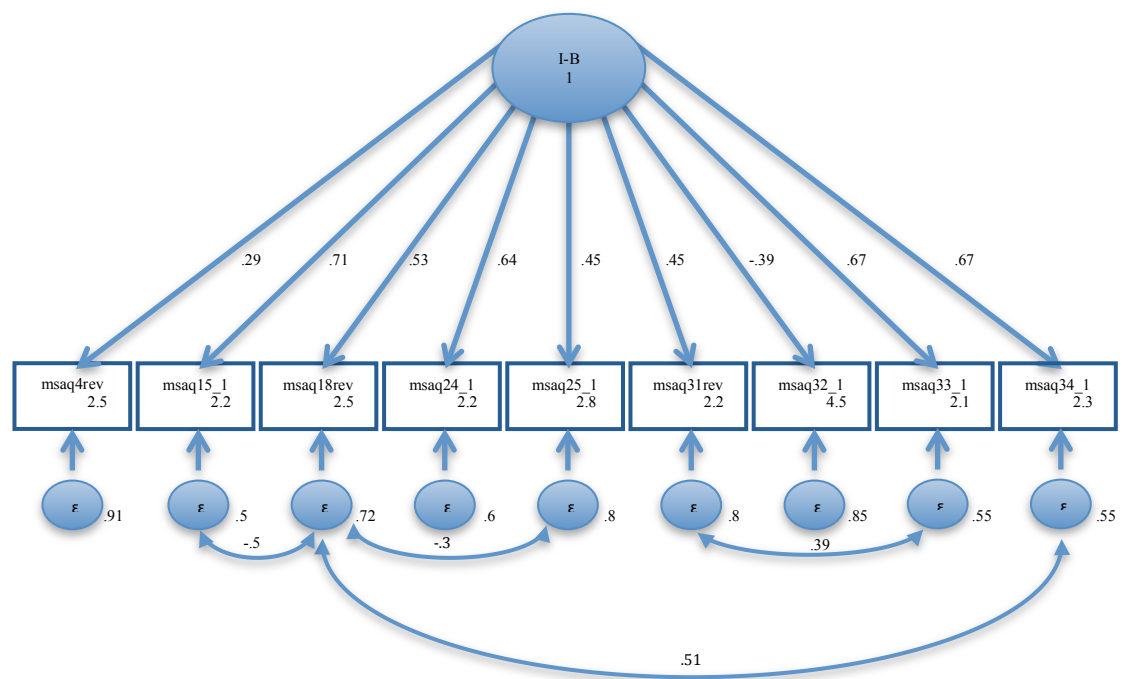 I-B
1
.29 .71 .53 .64 .45 .45 -.39 .67 .67
msaq4rev msaq15_1 msaq18rev msaq24_1 msaq25_1 msaq31rev msaq32_1 msaq33_1 msaq34_1
2.5 2.2 2.5 2.2 2.8 2.2 4.5 2.1 2.3
ε ε ε ε ε ε ε ε ε
.91 .5 .72 .6 .8 .8 .85 .55 .55
-.5 -.3 .39
.51